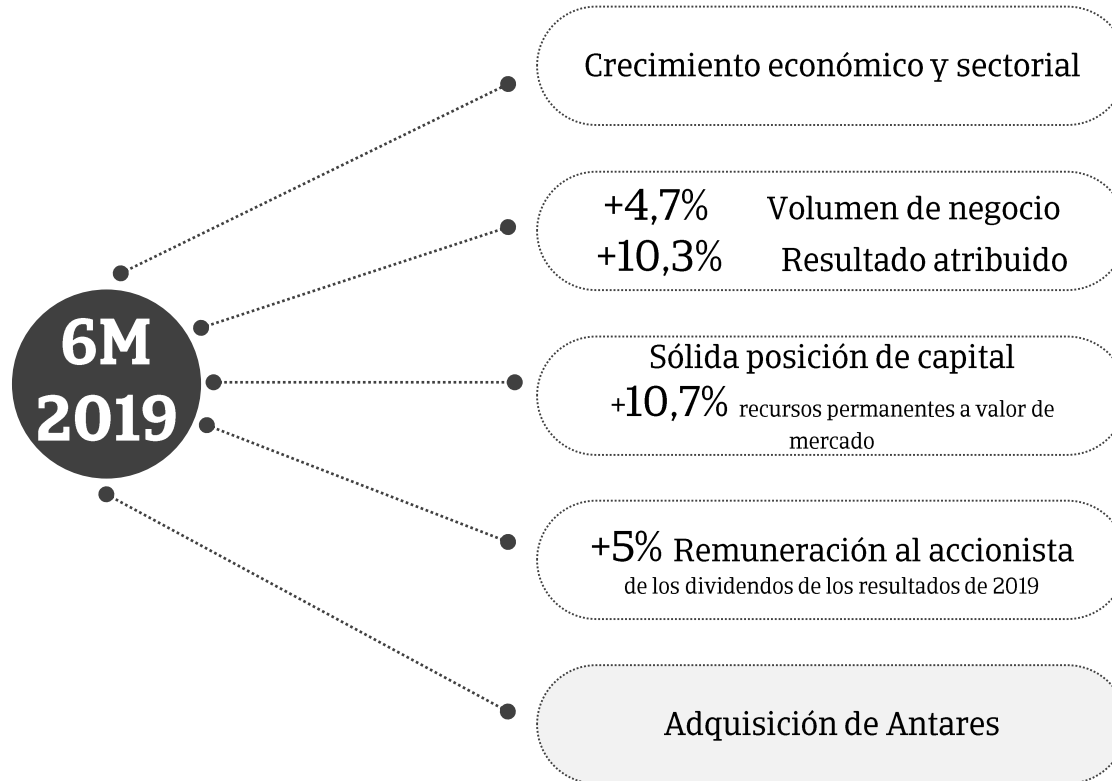 6M
2019
Crecimiento económico y sectorial
+4,7% Volumen de negocio
+10,3% Resultado atribuido
Sólida posición de capital
+10,7% recursos permanentes a valor de
mercado
+5% Remuneración al accionista
de los dividendos de los resultados de 2019
Adquisición de Antares